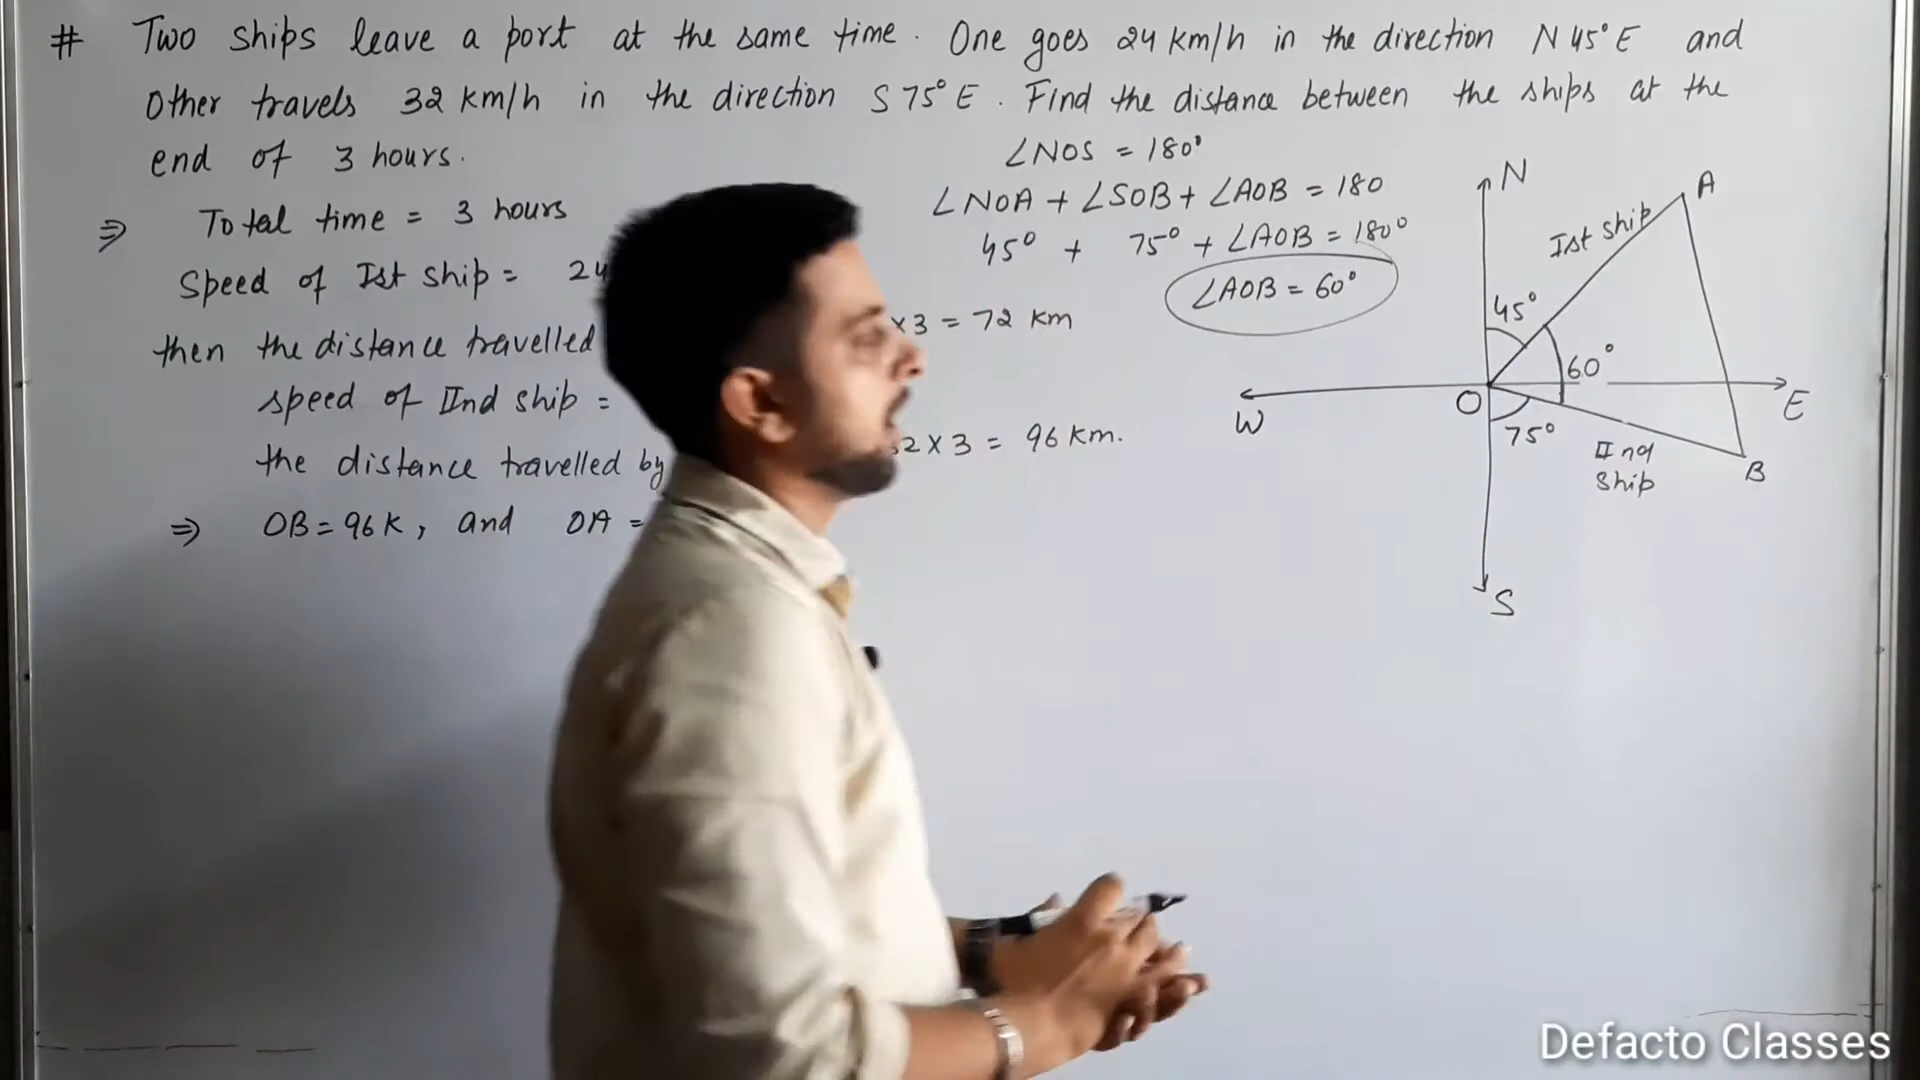 # Two ships leave a port at the same time. One goes 24 km/h in the direction N 45° E and
Other travels 32 km/h in the direction S 75° E. Find the distance between the ships at the
end of 3 hours.
∠NOS = 180°
∠NOA + ∠SOB + ∠AOB = 180
45° + 75° + ∠AOB = 180°
∠AOB = 60°
⇒ Total time = 3 hours
Speed of Ist ship = 24
then the distance travelled × 3 = 72 km
speed of IInd ship =
the distance travelled by 2 × 3 = 96 km.
⇒ OB = 96 K, and OA =
N
A
Ist ship
45°
60°
O
W
E
75°
IInd
ship
B
S
Defacto Classes